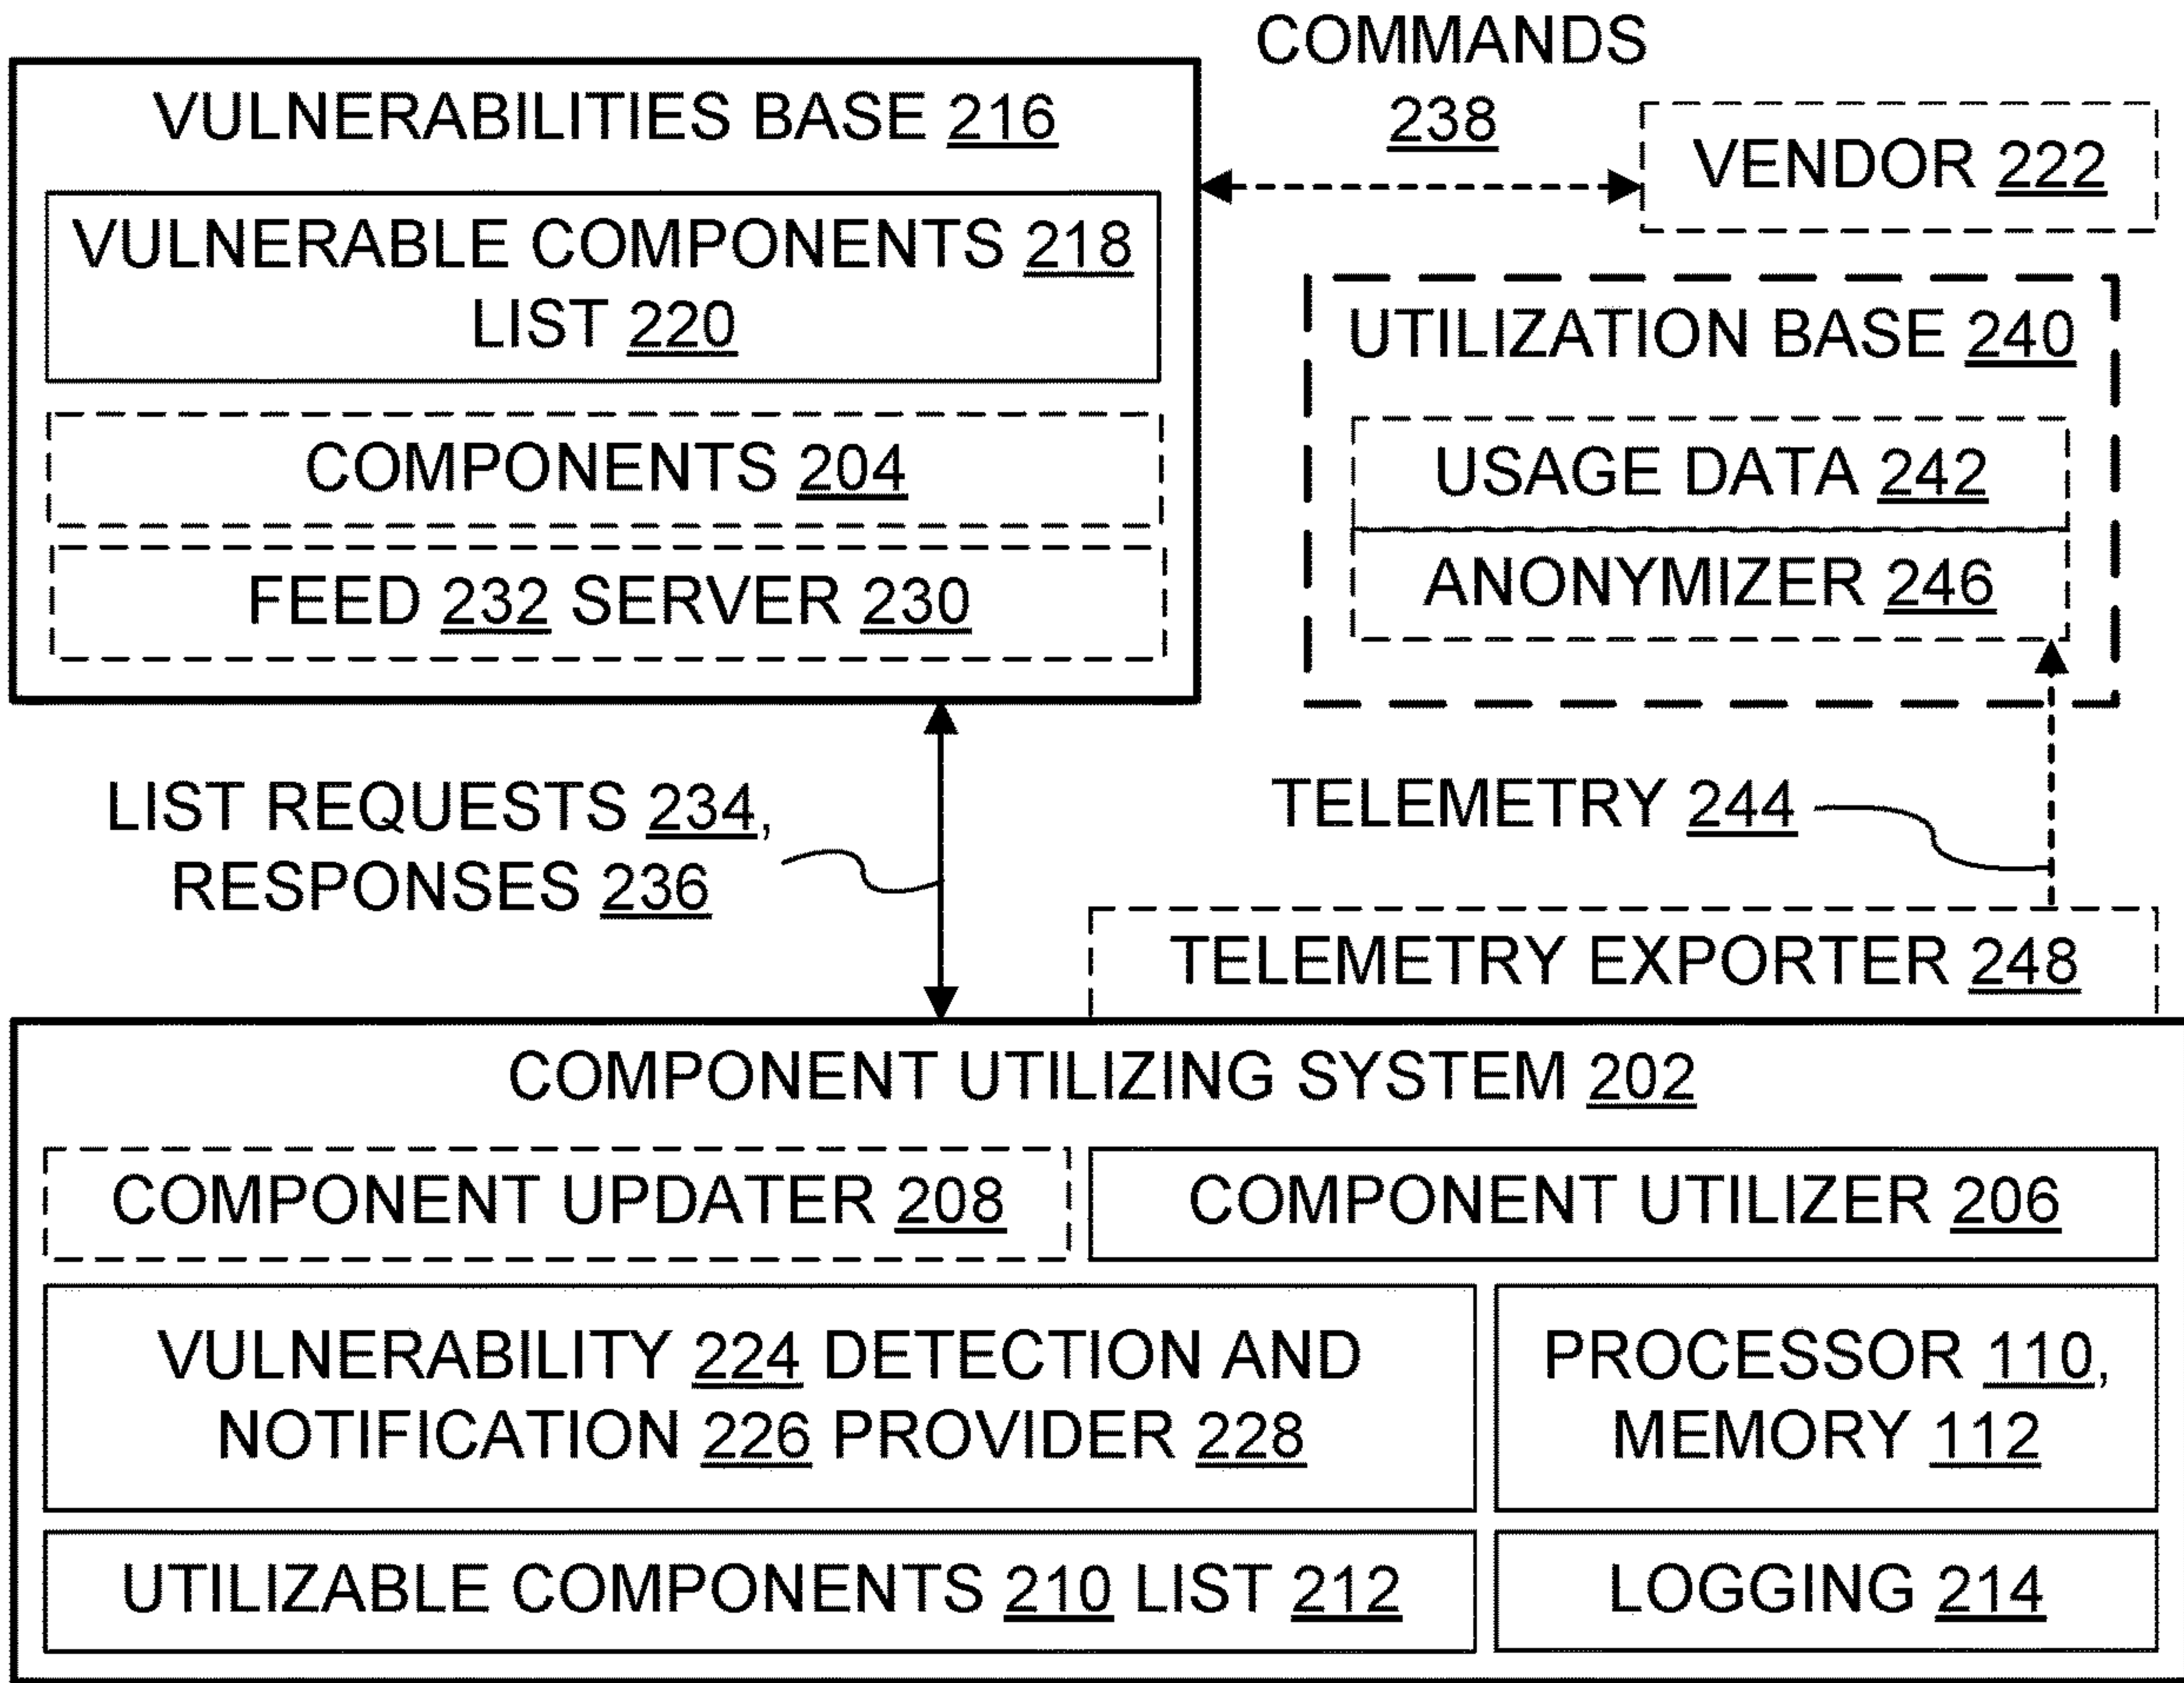 COMMANDS
238
VULNERABILITIES BASE 216
VENDOR 222
VULNERABLE COMPONENTS 218
LIST 220
UTILIZATION BASE 240
COMPONENTS 204
USAGE DATA 242
FEED 232 SERVER 230
ANONYMIZER 246
LIST REQUESTS 234,
RESPONSES 236
TELEMETRY 244
TELEMETRY EXPORTER 248
COMPONENT UTILIZING SYSTEM 202
COMPONENT UPDATER 208
COMPONENT UTILIZER 206
VULNERABILITY 224 DETECTION AND
NOTIFICATION 226 PROVIDER 228
PROCESSOR 110,
MEMORY 112
UTILIZABLE COMPONENTS 210 LIST 212
LOGGING 214